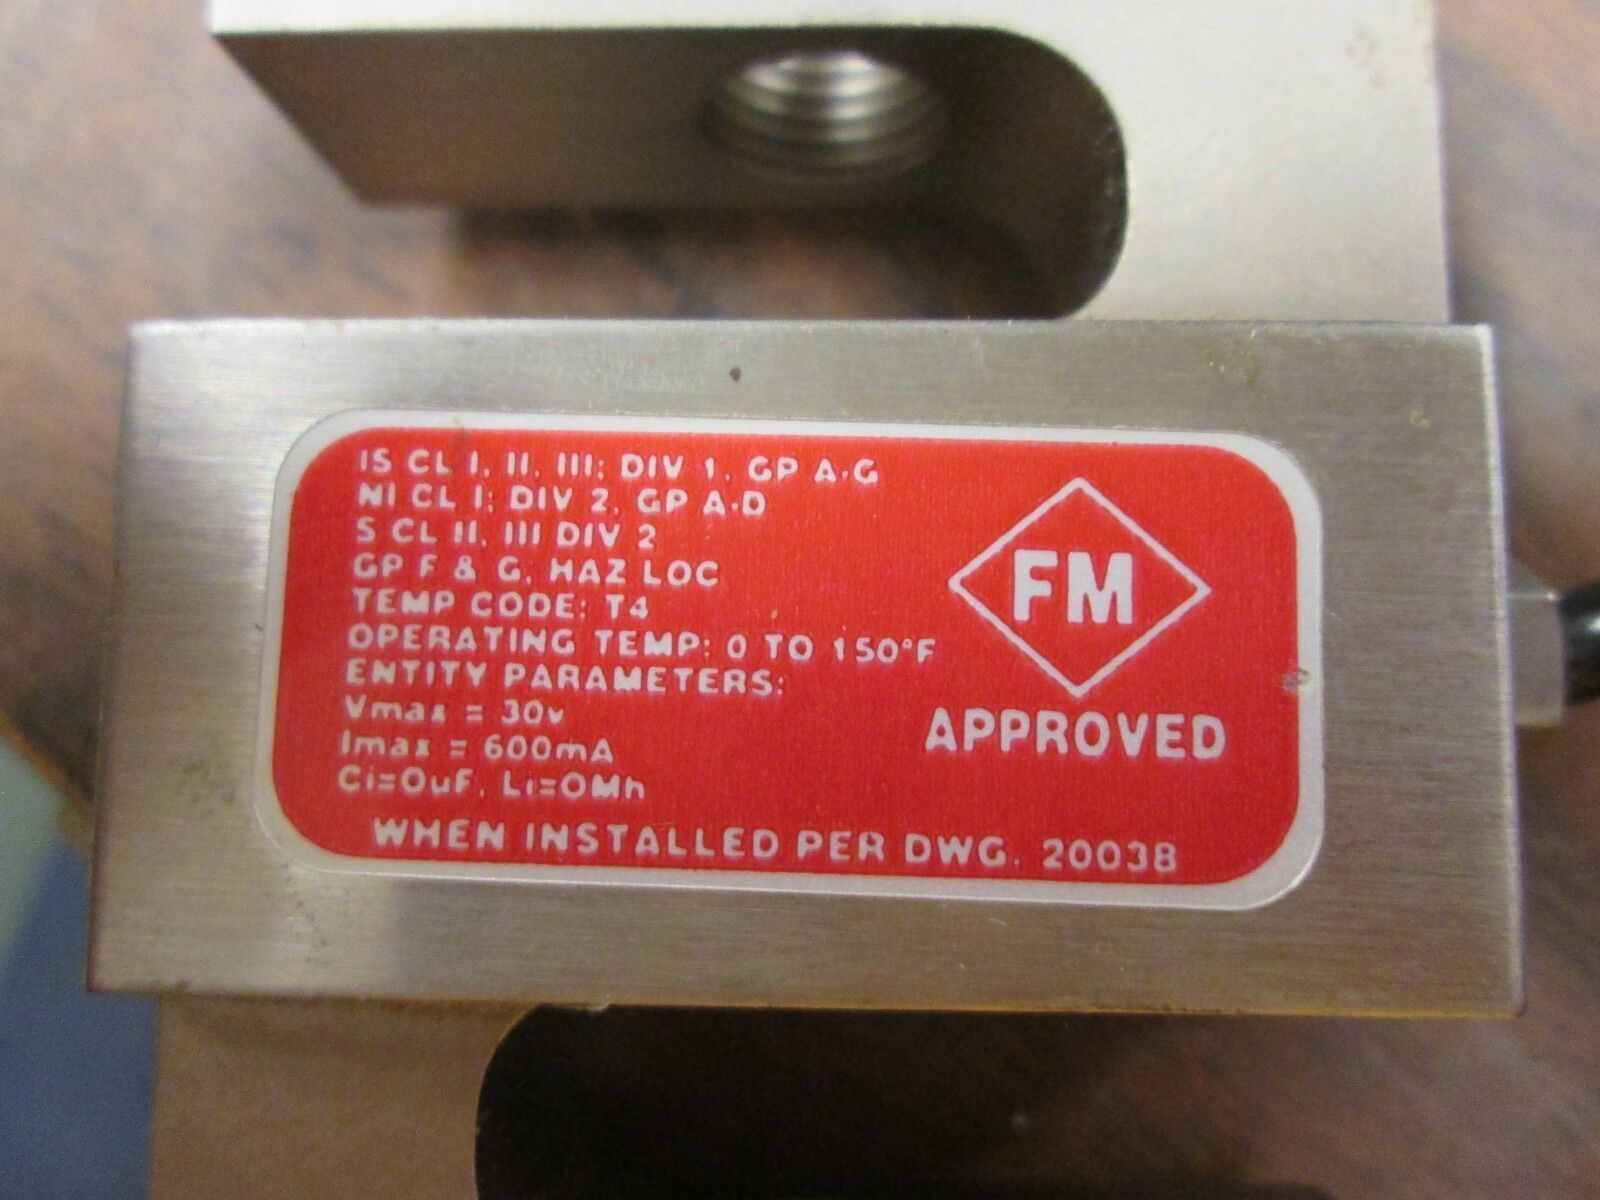 IS CL I, II, III; DIV 1, GP A-G
NI CL I; DIV 2, GP A-D
S CL II, III DIV 2
GP F & G, HAZ LOC
TEMP CODE: T4
OPERATING TEMP: 0 TO 150°F
ENTITY PARAMETERS:
Vmax = 30v
Imax = 600mA
Ci=0uF, Li=0Mh
FM
APPROVED
WHEN INSTALLED PER DWG. 20038